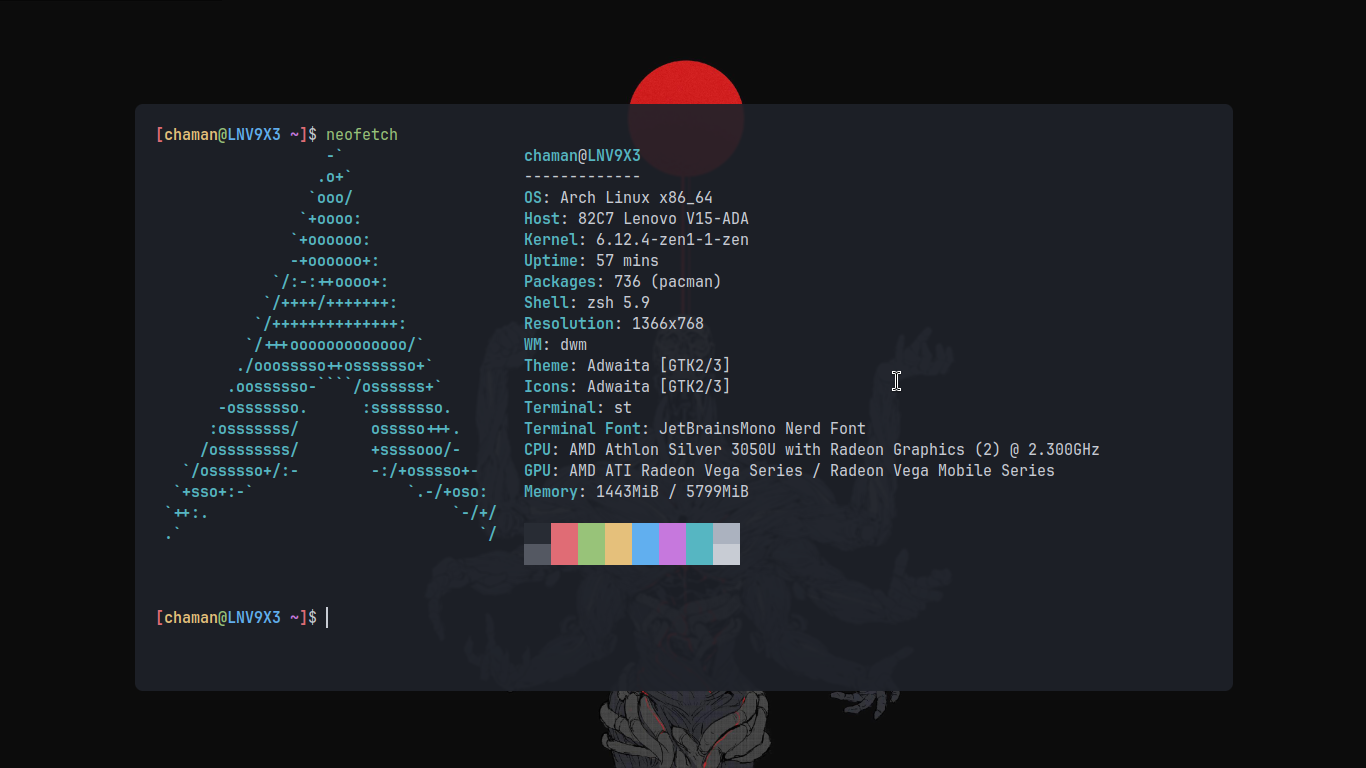 [chaman@LNV9X3 ~]$ neofetch
                   -`                    chaman@LNV9X3
                  .o+`                   -------------
                 `ooo/                   OS: Arch Linux x86_64
                `+oooo:                  Host: 82C7 Lenovo V15-ADA
               `+oooooo:                 Kernel: 6.12.4-zen1-1-zen
               -+oooooo+:                Uptime: 57 mins
             `/:-:++oooo+:               Packages: 736 (pacman)
            `/++++/+++++++:              Shell: zsh 5.9
           `/++++++++++++++:             Resolution: 1366x768
          `/+++ooooooooooooo/`           WM: dwm
         ./ooosssso++osssssso+`          Theme: Adwaita [GTK2/3]
        .oossssso-````/ossssss+`         Icons: Adwaita [GTK2/3]
       -osssssso.      :ssssssso.        Terminal: st
      :osssssss/        osssso+++.       Terminal Font: JetBrainsMono Nerd Font
     /ossssssss/        +ssssooo/-       CPU: AMD Athlon Silver 3050U with Radeon Graphics (2) @ 2.300GHz
   `/ossssso+/:-        -:/+osssso+-     GPU: AMD ATI Radeon Vega Series / Radeon Vega Mobile Series
  `+sso+:-`                 `.-/+oso:    Memory: 1443MiB / 5799MiB
 `++:.                           `-/+/
 .`                                 `/
[chaman@LNV9X3 ~]$